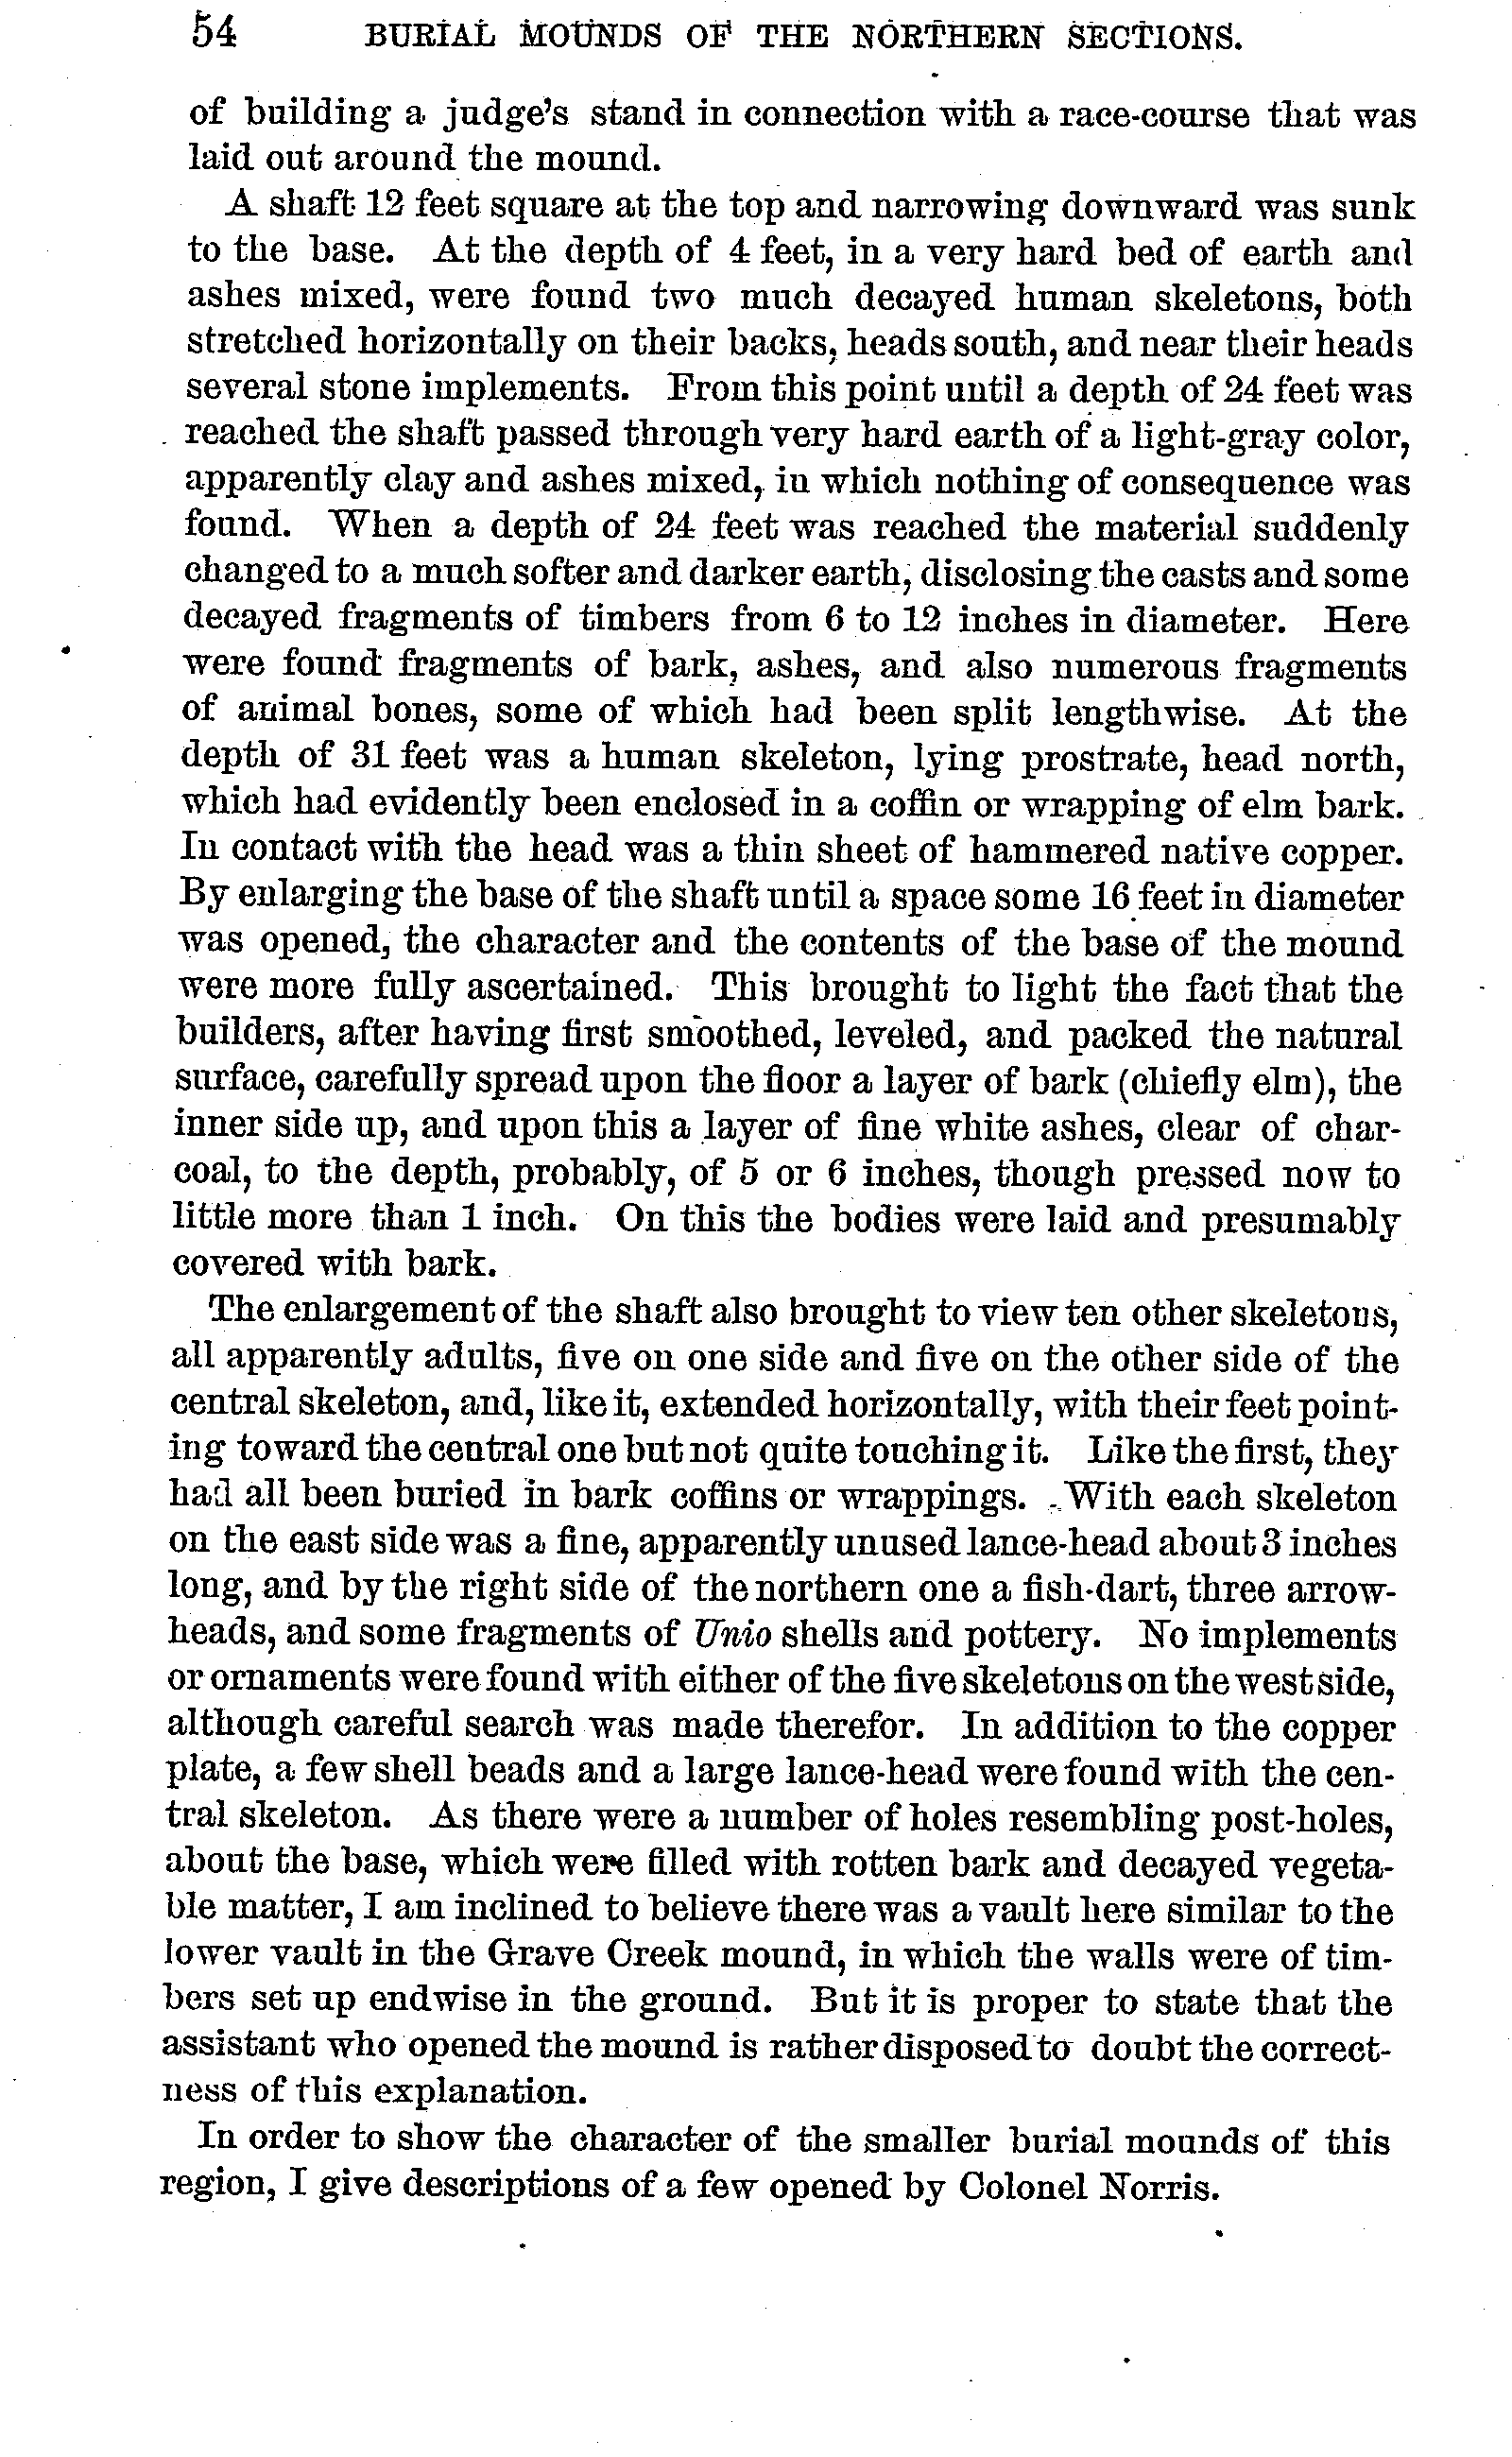 54 BURIAL MOUNDS OF THE NORTHERN SECTIONS.
of building a judge's stand in connection with a race-course that was
laid out around the mound.
A shaft 12 feet square at the top and narrowing downward was sunk
to the base. At the depth of 4 feet, in a very hard bed of earth and
ashes mixed, were found two much decayed human skeletons, both
stretched horizontally on their backs, heads south, and near their heads
several stone implements. From this point until a depth of 24 feet was
reached the shaft passed through very hard earth of a light-gray color,
apparently clay and ashes mixed, in which nothing of consequence was
found. When a depth of 24 feet was reached the material suddenly
changed to a much softer and darker earth, disclosing the casts and some
decayed fragments of timbers from 6 to 12 inches in diameter. Here
were found fragments of bark, ashes, and also numerous fragments
of animal bones, some of which had been split lengthwise. At the
depth of 31 feet was a human skeleton, lying prostrate, head north,
which had evidently been enclosed in a coffin or wrapping of elm bark.
In contact with the head was a thin sheet of hammered native copper.
By enlarging the base of the shaft until a space some 16 feet in diameter
was opened, the character and the contents of the base of the mound
were more fully ascertained. This brought to light the fact that the
builders, after having first smoothed, leveled, and packed the natural
surface, carefully spread upon the floor a layer of bark (chiefly elm), the
inner side up, and upon this a layer of fine white ashes, clear of char-
coal, to the depth, probably, of 5 or 6 inches, though pressed now to
little more than 1 inch. On this the bodies were laid and presumably
covered with bark.
The enlargement of the shaft also brought to view ten other skeletons,
all apparently adults, five on one side and five on the other side of the
central skeleton, and, like it, extended horizontally, with their feet point-
ing toward the central one but not quite touching it. Like the first, they
had all been buried in bark coffins or wrappings. With each skeleton
on the east side was a fine, apparently unused lance-head about 3 inches
long, and by the right side of the northern one a fish-dart, three arrow-
heads, and some fragments of Unio shells and pottery. No implements
or ornaments were found with either of the five skeletons on the west side,
although careful search was made therefor. In addition to the copper
plate, a few shell beads and a large lance-head were found with the cen-
tral skeleton. As there were a number of holes resembling post-holes,
about the base, which were filled with rotten bark and decayed vegeta-
ble matter, I am inclined to believe there was a vault here similar to the
lower vault in the Grave Creek mound, in which the walls were of tim-
bers set up endwise in the ground. But it is proper to state that the
assistant who opened the mound is rather disposed to doubt the correct-
ness of this explanation.
In order to show the character of the smaller burial mounds of this
region, I give descriptions of a few opened by Colonel Norris.